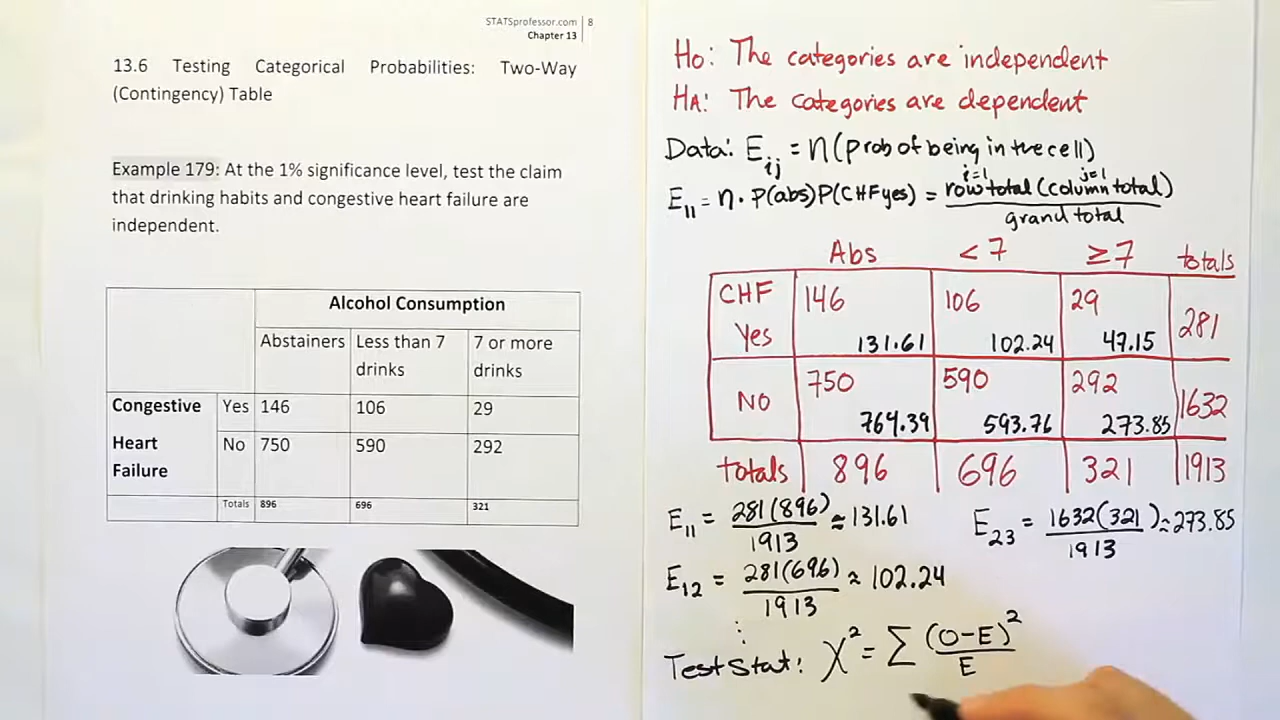 STATSprofessor.com | 8
Chapter 13
13.6 Testing Categorical Probabilities: Two-Way
(Contingency) Table
Example 179: At the 1% significance level, test the claim
that drinking habits and congestive heart failure are
independent.
Alcohol Consumption
Abstainers Less than 7 drinks 7 or more drinks
Congestive Heart Failure
Yes 146 106 29
No 750 590 292
Totals 896 696 321
Ho: The categories are independent
HA: The categories are dependent
Data: Eij = n(prob of being in the cell)
i=1 j=1
E11 = n · P(abs)P(CHF yes) = row total (column total)
grand total
Abs < 7 ≥ 7 totals
CHF 146 106 29
Yes 131.61 102.24 47.15 281
NO 750 590 292 1632
764.39 593.76 273.85
totals 896 696 321 1913
E11 = 281(896) ≈ 131.61
1913
E23 = 1632(321) ≈ 273.85
1913
E12 = 281(696) ≈ 102.24
1913
⋮
Test Stat: χ² = Σ (O-E)²
E